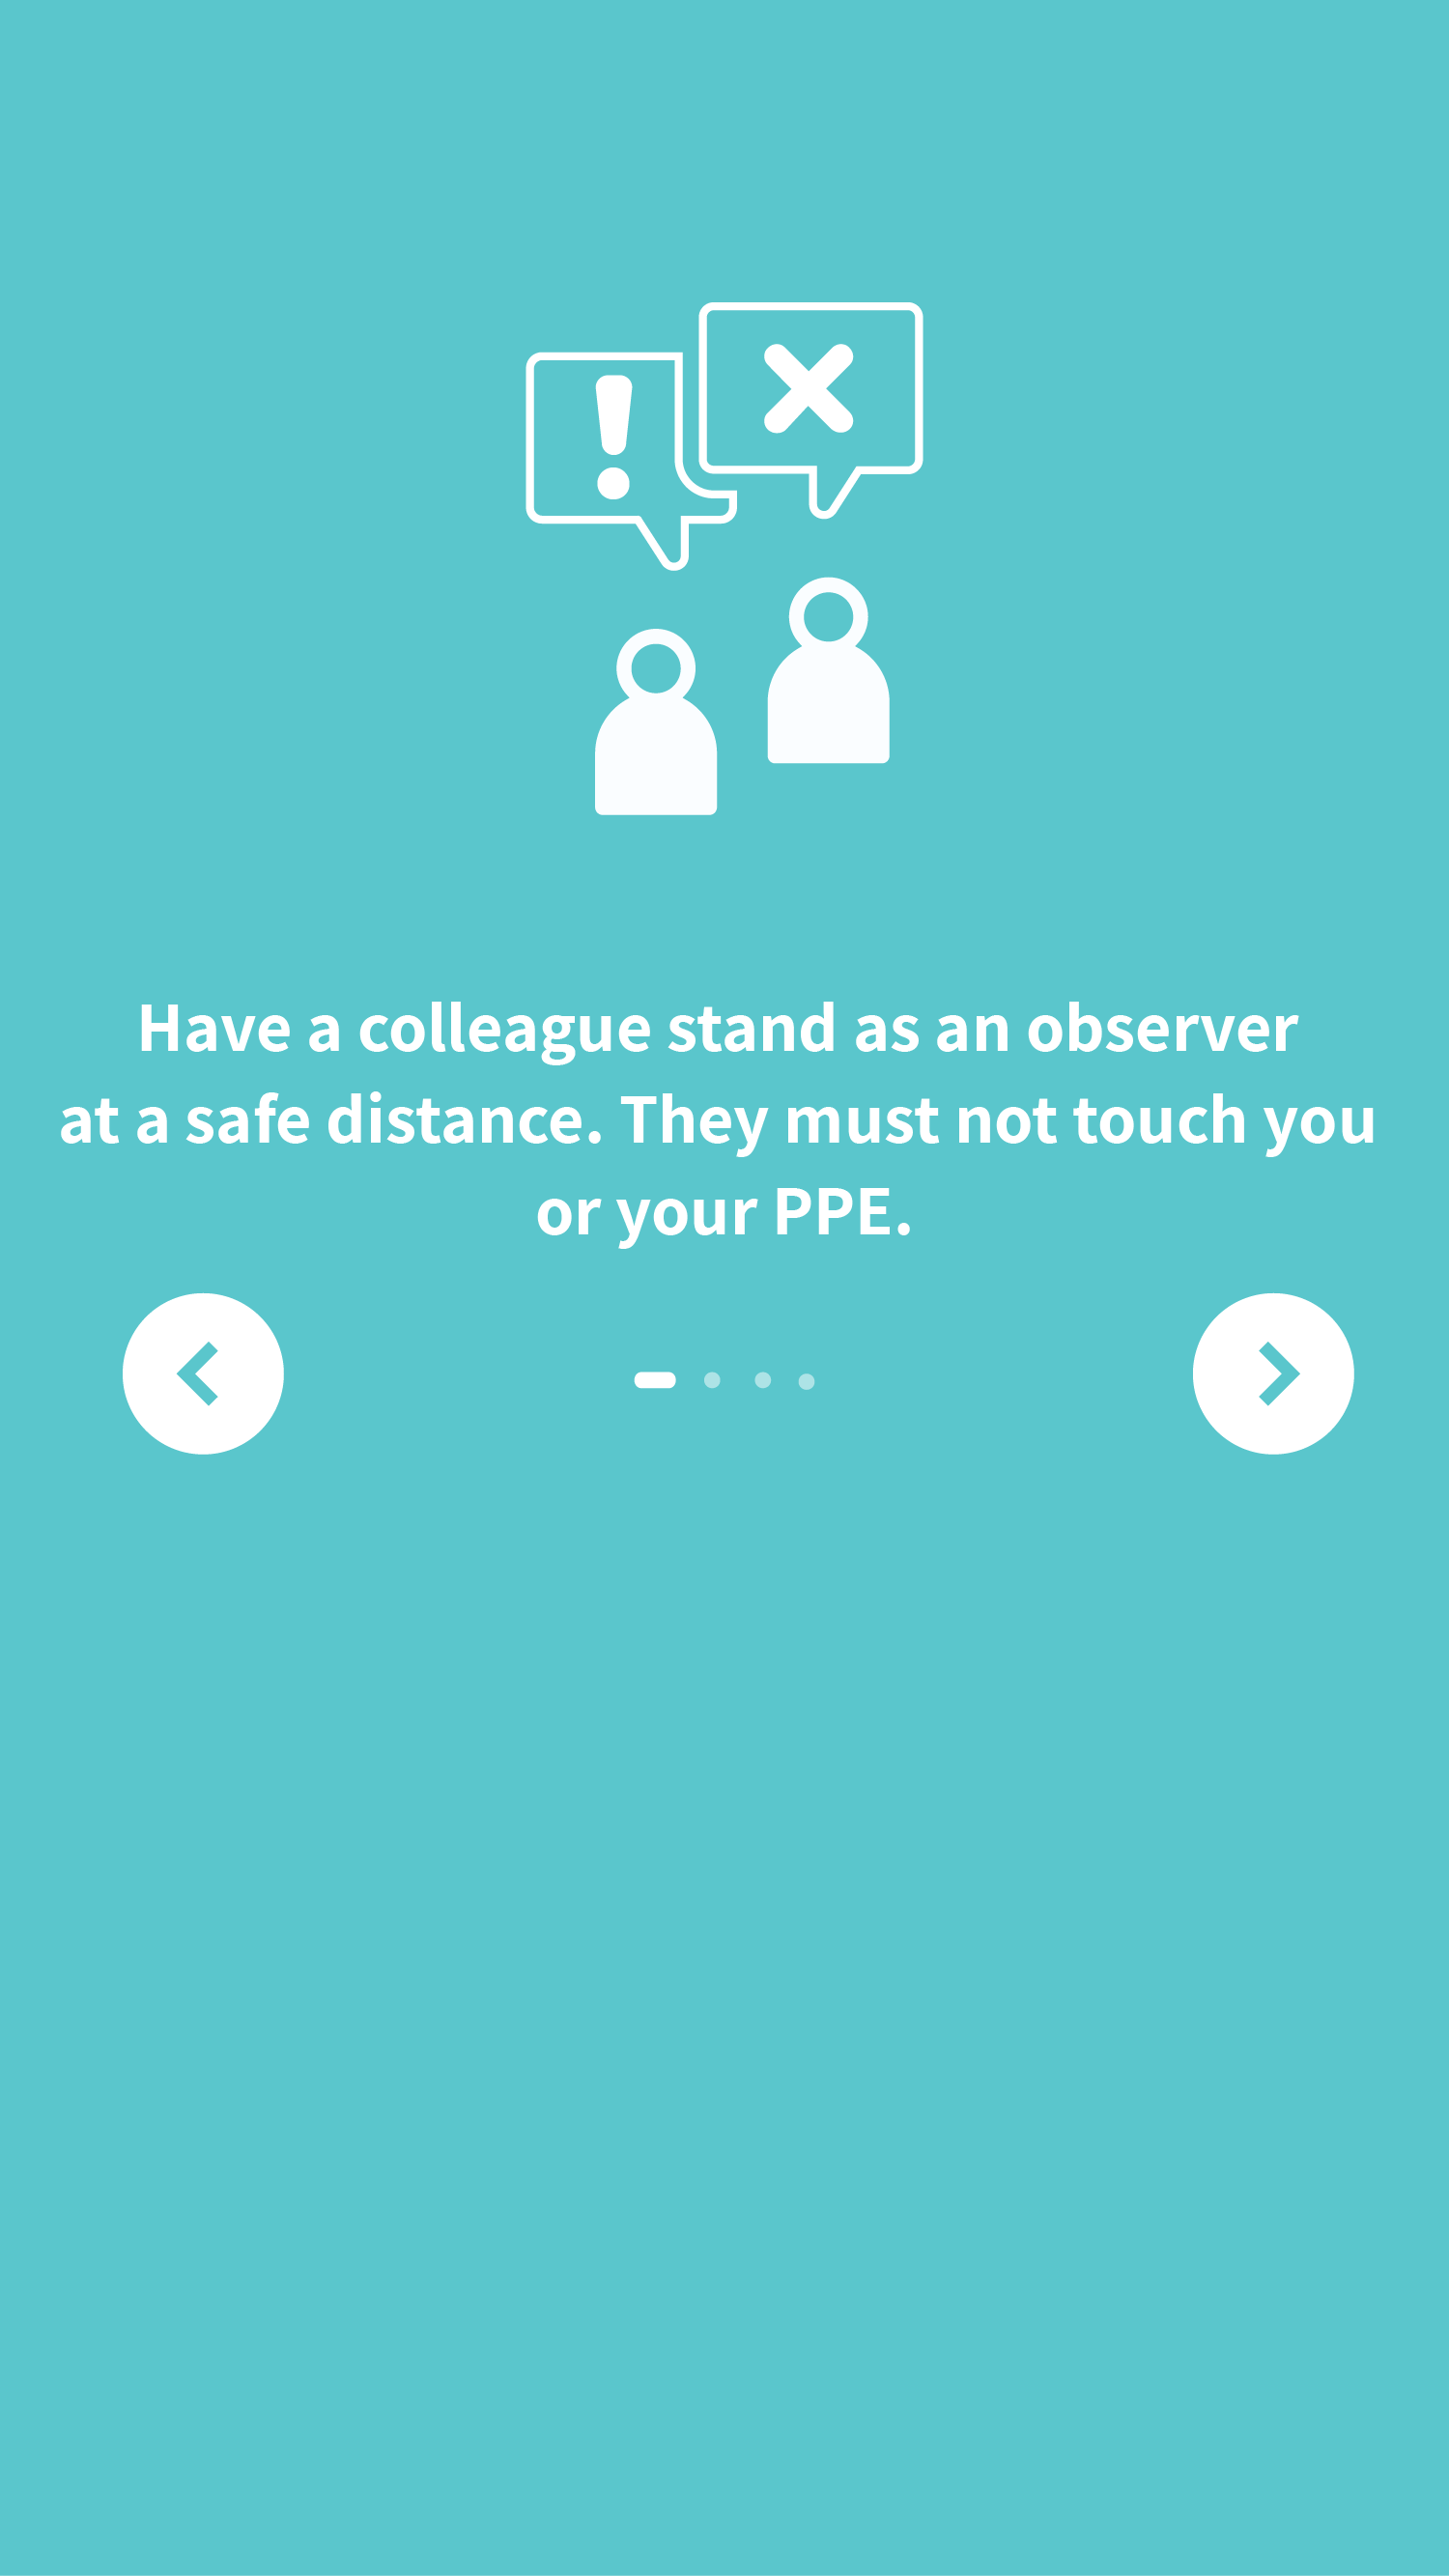 Have a colleague stand as an observer
at a safe distance. They must not touch you
or your PPE.